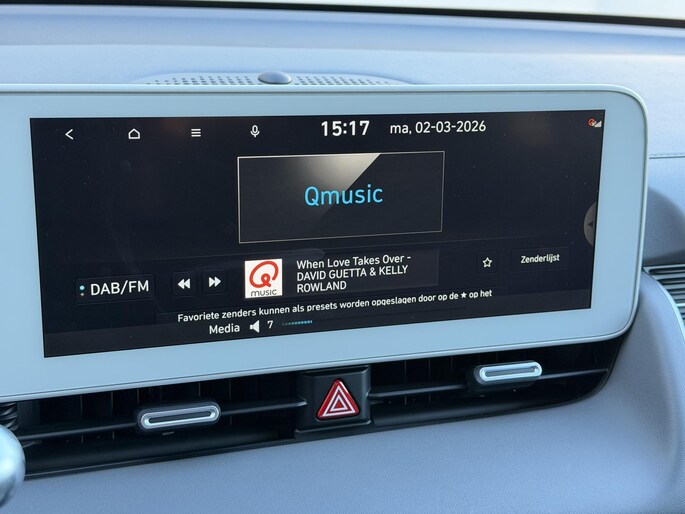 15:17 ma, 02-03-2026
Qmusic
DAB/FM
Q music
When Love Takes Over -
DAVID GUETTA & KELLY
ROWLAND
Zenderlijst
Favoriete zenders kunnen als presets worden opgeslagen door op de ★ op het
Media 7